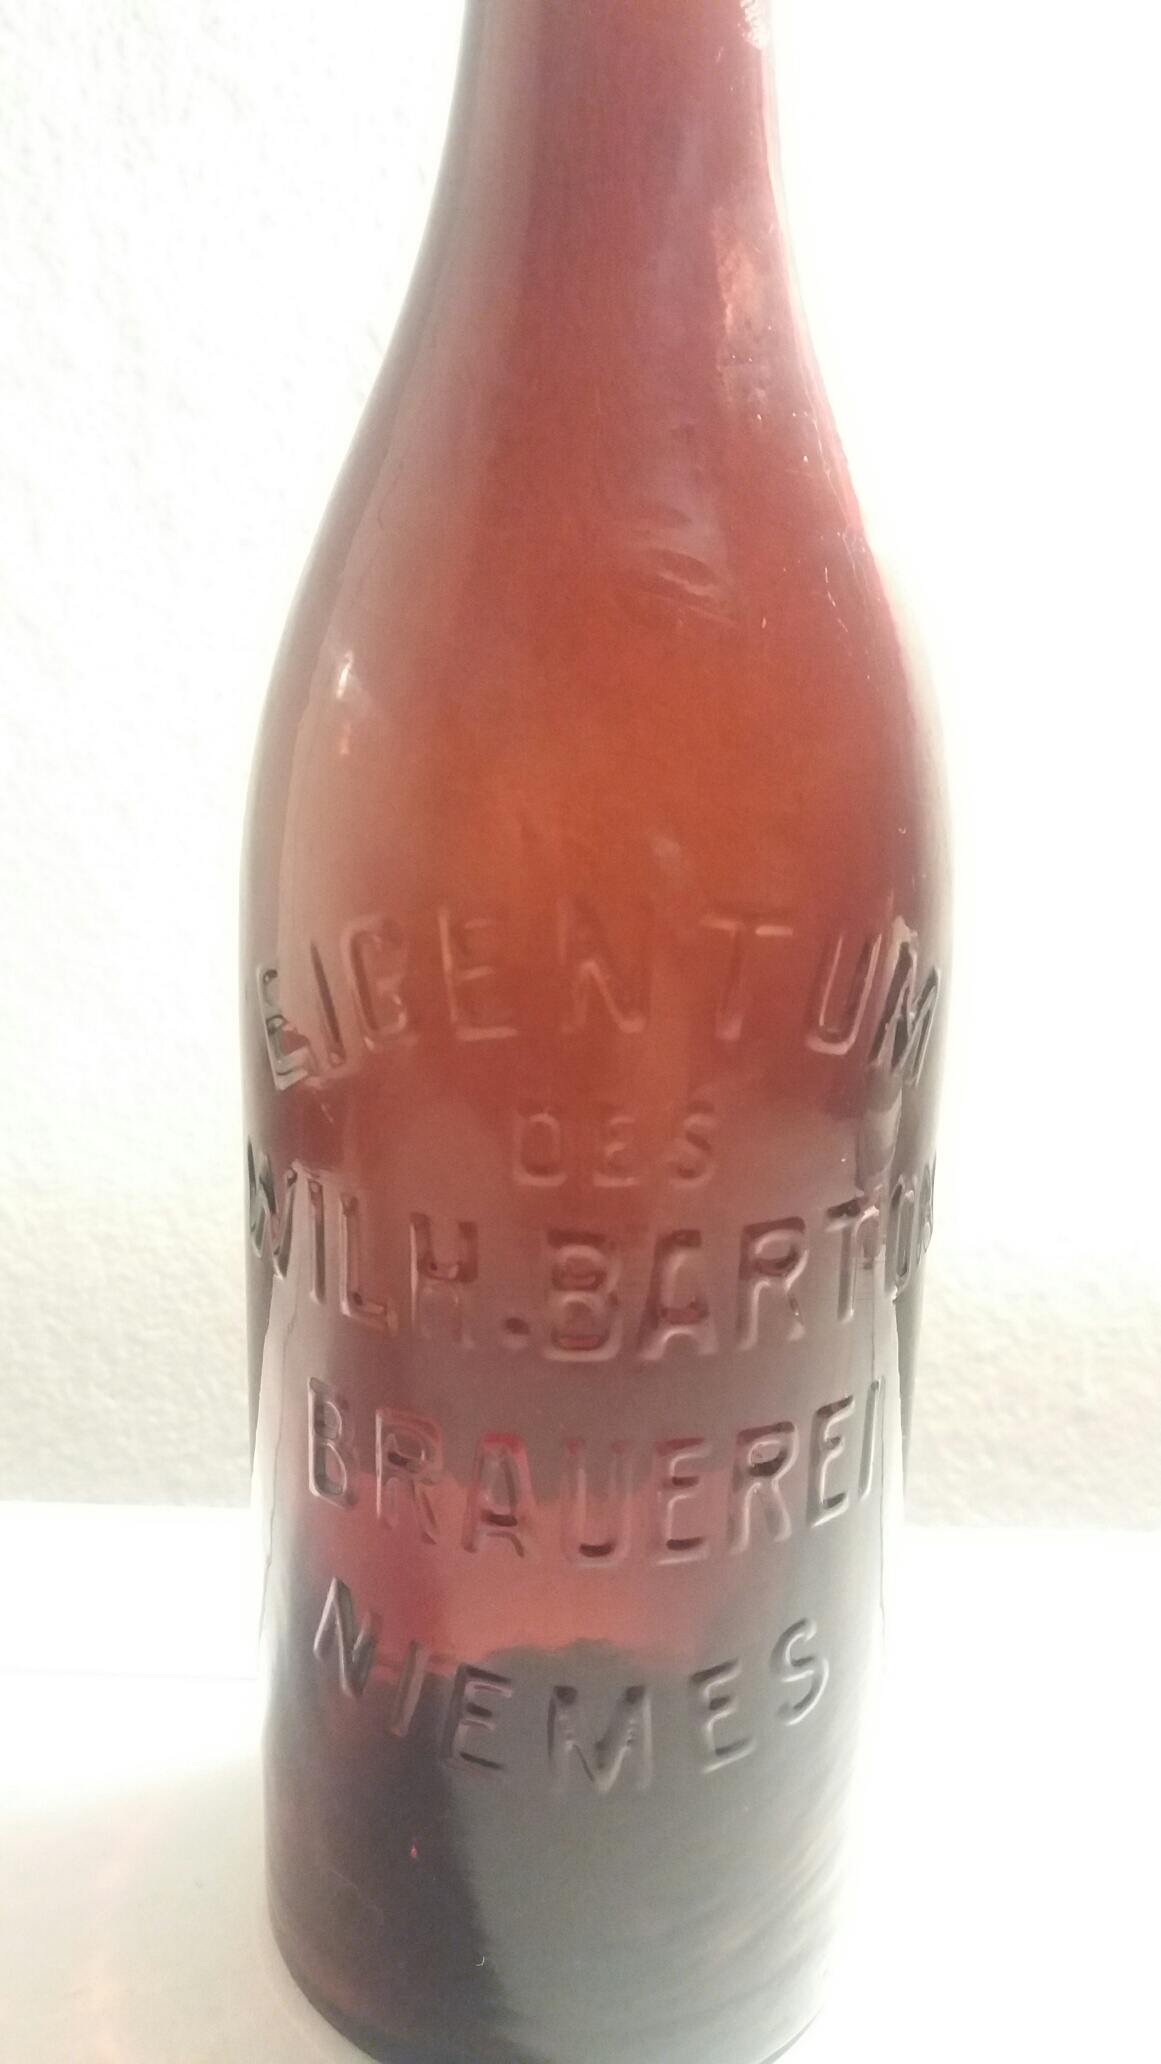 EIGENTUM
DES
WILH. BARTON
BRAUEREI
NIEMES